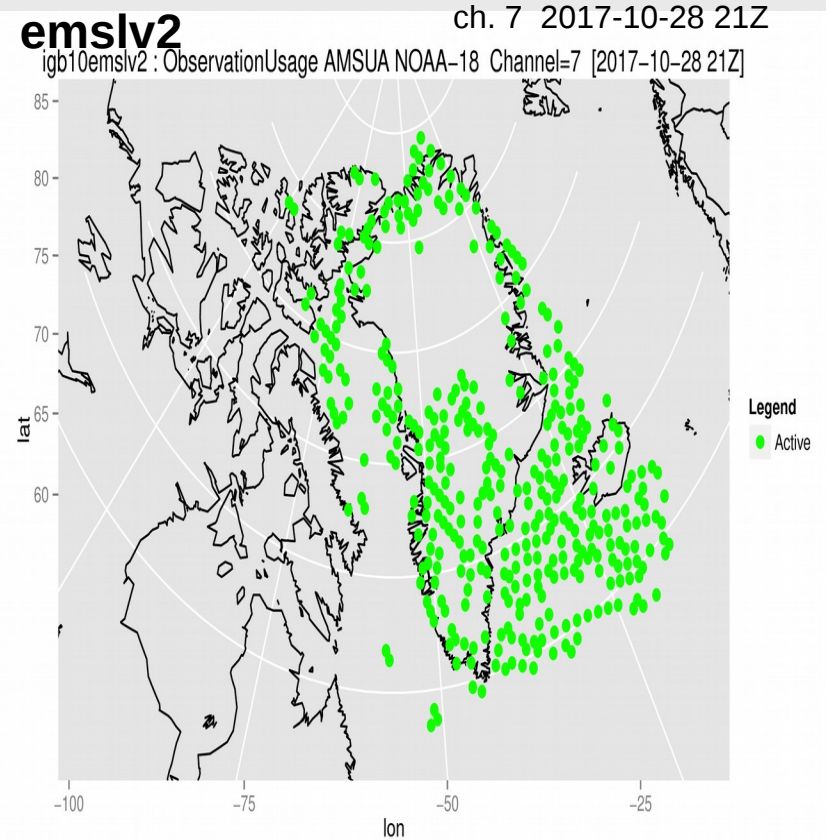 ch. 7 2017-10-28 21Z
emslv2
igb10emslv2 : ObservationUsage AMSUA NOAA−18 Channel=7 [2017−10−28 21Z]
85
80
75
70
65
60
lat
−100
−75
−50
−25
lon
Legend
Active